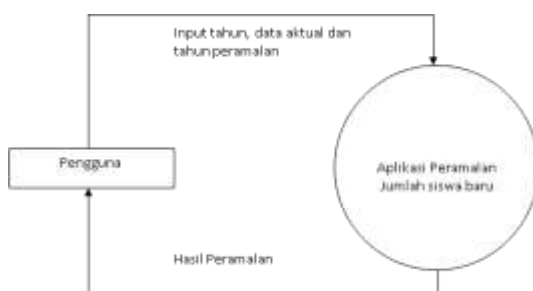 Input tahun, data aktual dan
tahun peramalan
Pengguna
Aplikasi Peramalan
Jumlah siswa baru
Hasil Peramalan